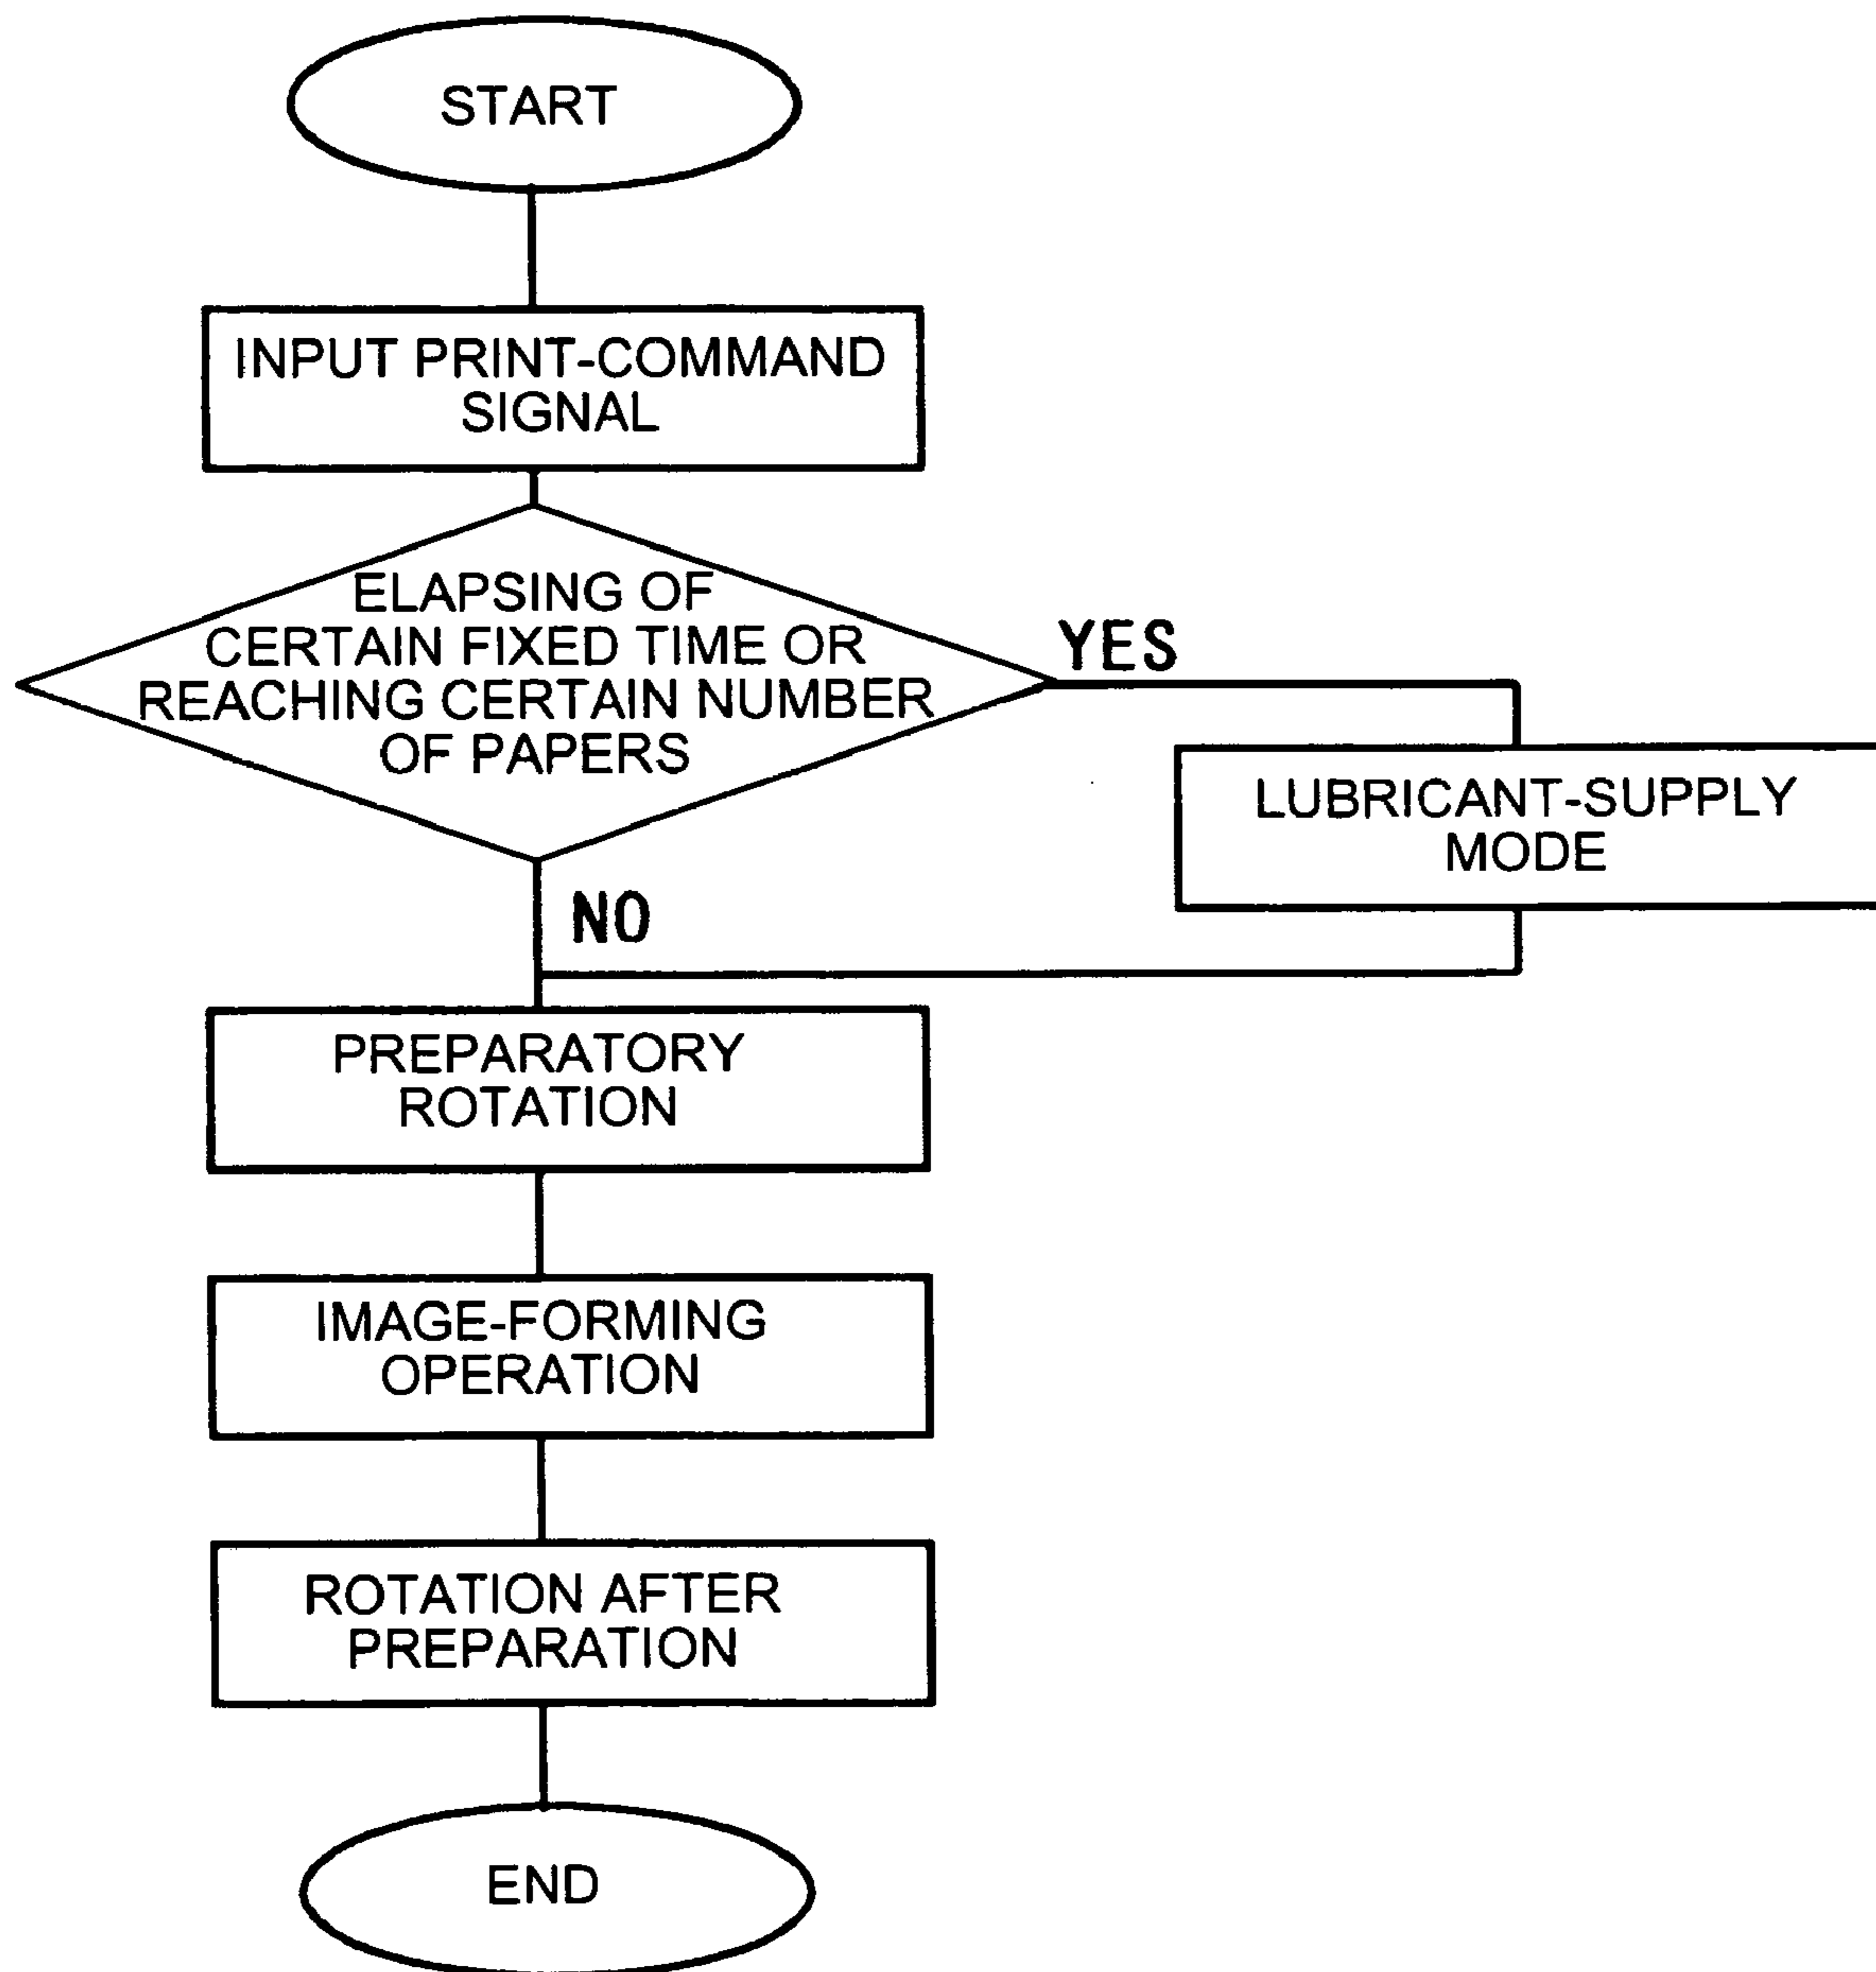 START
INPUT PRINT-COMMAND
SIGNAL
ELAPSING OF
CERTAIN FIXED TIME OR
REACHING CERTAIN NUMBER
OF PAPERS
YES
LUBRICANT-SUPPLY
MODE
NO
PREPARATORY
ROTATION
IMAGE-FORMING
OPERATION
ROTATION AFTER
PREPARATION
END